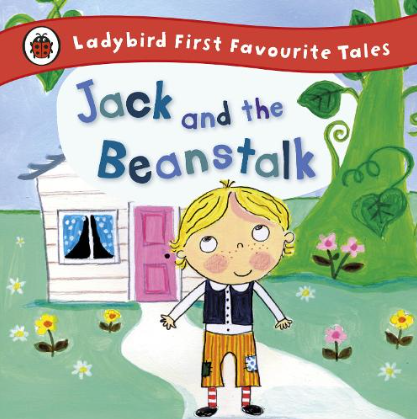 Ladybird First Favourite Tales
Jack and the
Beanstalk